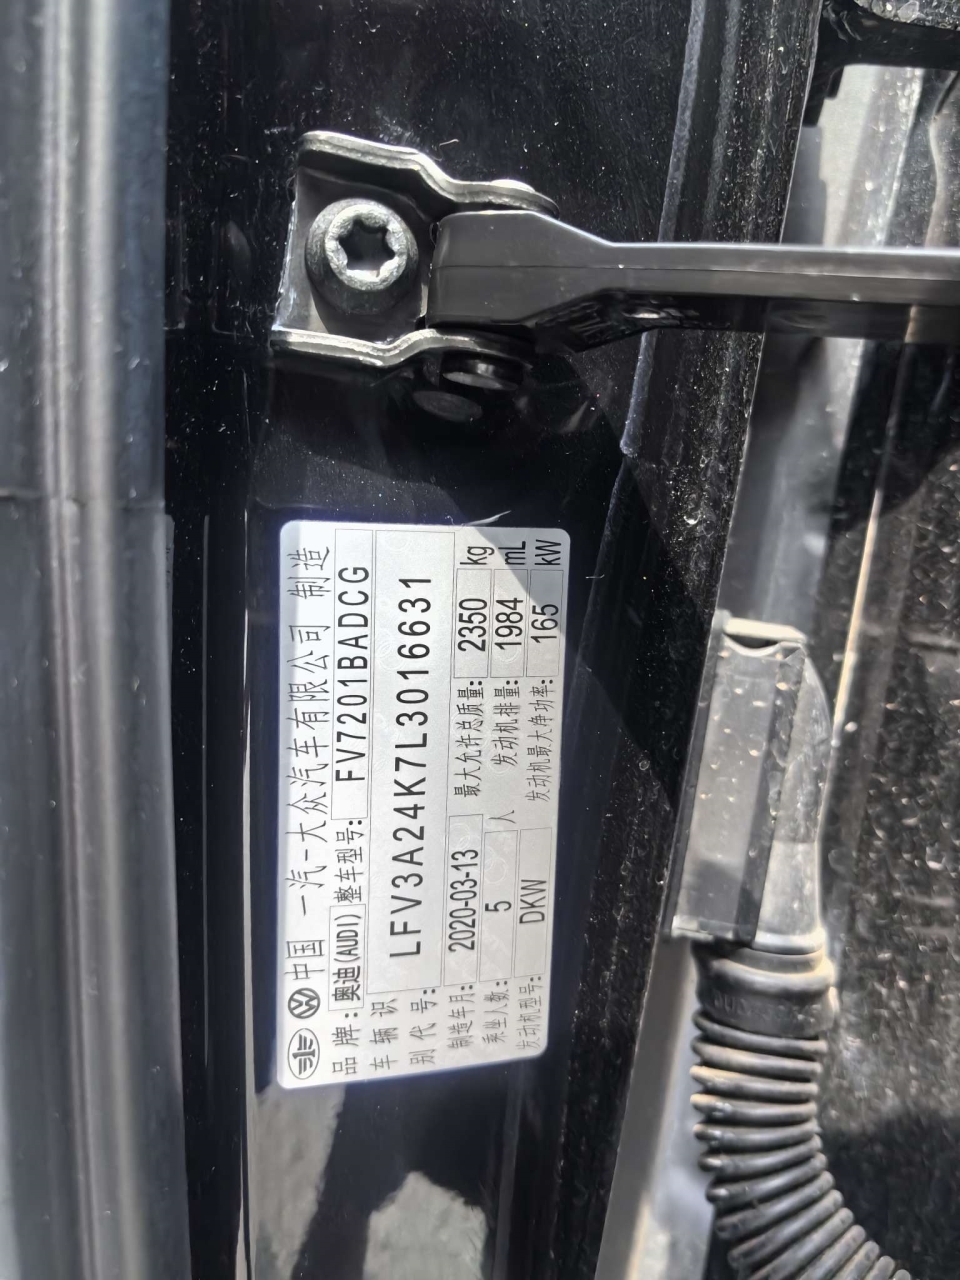 中国 一汽-大众汽车有限公司 制造
品牌: 奥迪(AUDI) 整车型号: FV7201BADCG
车辆识别代号: LFV3A24K7L3016631
制造年月: 2020-03-13 最大允许总质量: 2350 kg
乘坐人数: 5 人 发动机排量: 1984 mL
发动机型号: DKW 发动机最大净功率: 165 kW